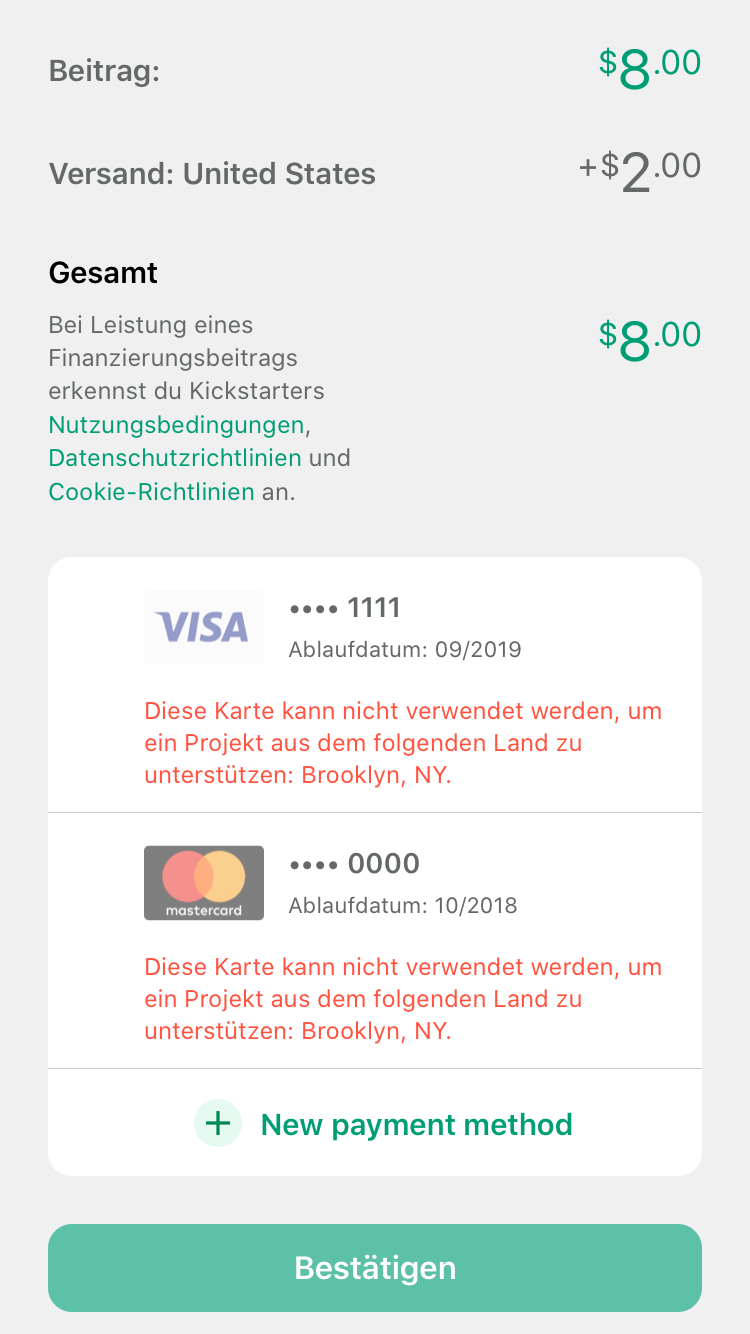 Beitrag: $8.00
Versand: United States +$2.00
Gesamt
Bei Leistung eines
Finanzierungsbeitrags
erkennst du Kickstarters
Nutzungsbedingungen,
Datenschutzrichtlinien und
Cookie-Richtlinien an.
$8.00
VISA •••• 1111
Ablaufdatum: 09/2019
Diese Karte kann nicht verwendet werden, um
ein Projekt aus dem folgenden Land zu
unterstützen: Brooklyn, NY.
mastercard •••• 0000
Ablaufdatum: 10/2018
Diese Karte kann nicht verwendet werden, um
ein Projekt aus dem folgenden Land zu
unterstützen: Brooklyn, NY.
+ New payment method
Bestätigen